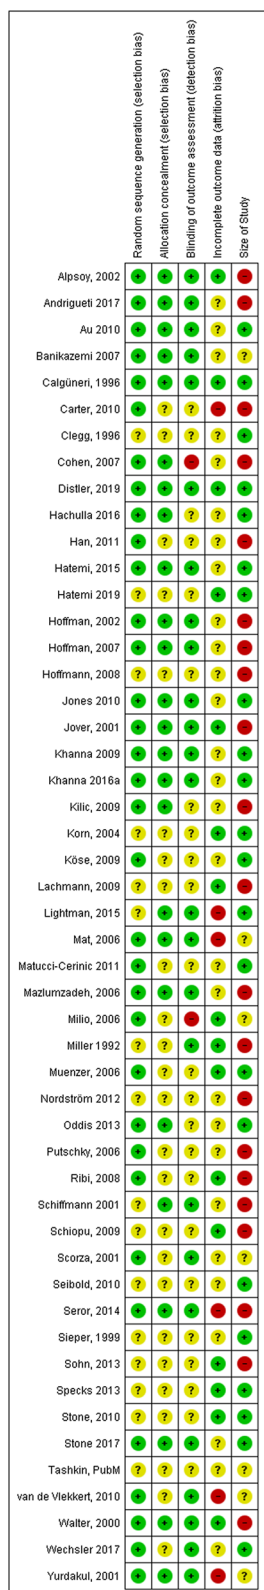 Random sequence generation (selection bias)
Allocation concealment (selection bias)
Blinding of outcome assessment (detection bias)
Incomplete outcome data (attrition bias)
Size of Study
Alpsoy, 2002 + + + + -
Andrigueti 2017 + + + ? -
Au 2010 + + + ? +
Banikazemi 2007 + + + ? ?
Calgüneri, 1996 + + + + +
Carter, 2010 + ? ? - -
Clegg, 1996 ? ? ? ? +
Cohen, 2007 + + - ? -
Distler, 2019 + + + + +
Hachulla 2016 + + ? ? +
Han, 2011 + ? ? ? -
Hatemi, 2015 + + + ? +
Hatemi 2019 ? ? ? + +
Hoffman, 2002 + + + ? -
Hoffman, 2007 + + + ? -
Hoffmann, 2008 ? ? ? ? -
Jones 2010 + + + ? +
Jover, 2001 + + + + -
Khanna 2009 + + + ? +
Khanna 2016a + + + ? +
Kilic, 2009 + + ? ? -
Korn, 2004 ? ? ? + +
Köse, 2009 + ? ? ? +
Lachmann, 2009 ? ? ? + -
Lightman, 2015 ? + + - +
Mat, 2006 + + + - ?
Matucci-Cerinic 2011 + ? ? ? +
Mazlumzadeh, 2006 + + + ? -
Milio, 2006 + ? - + ?
Miller 1992 ? ? + + -
Muenzer, 2006 + ? ? + +
Nordström 2012 ? ? ? ? -
Oddis 2013 + + ? ? +
Putschky, 2006 + ? ? ? -
Ribi, 2008 + ? ? + -
Schiffmann 2001 ? + + ? -
Schiopu, 2009 ? ? ? + -
Scorza, 2001 + ? + ? ?
Seibold, 2010 ? ? ? ? +
Seror, 2014 + + + - -
Sieper, 1999 ? ? ? ? +
Sohn, 2013 ? ? ? + -
Specks 2013 ? ? ? + +
Stone, 2010 ? ? ? + +
Stone 2017 + + + ? +
Tashkin, PubM ? ? ? ? ?
van de Vlekkert, 2010 + ? + - ?
Walter, 2000 + + + + -
Wechsler 2017 + ? + ? +
Yurdakul, 2001 + + + - ?